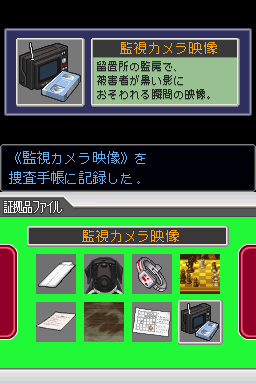 監視カメラ映像
留置所の監房で、
被害者が黒い影に
おそわれる瞬間の映像。
《監視カメラ映像》を
捜査手帳に記録した。
証拠品ファイル
監視カメラ映像